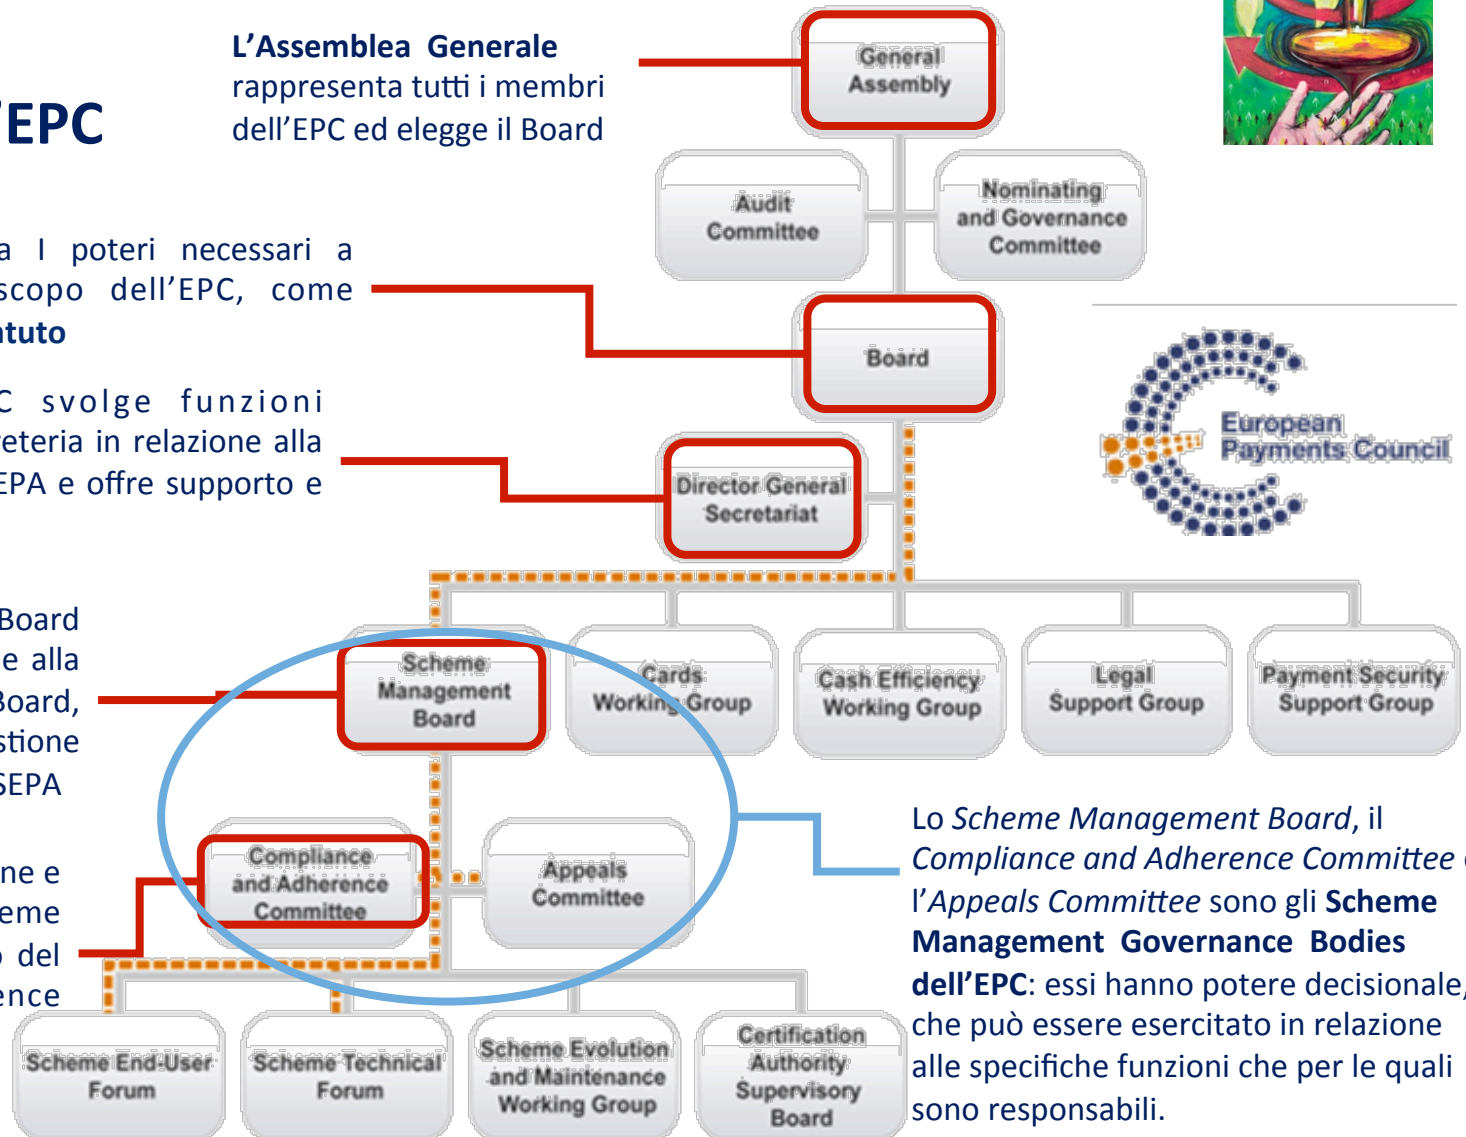 ’EPC
L’Assemblea Generale
rappresenta tutti i membri
dell’EPC ed elegge il Board
a I poteri necessari a
scopo dell’EPC, come
tuto
C svolge funzioni
reteria in relazione alla
EPA e offre supporto e
Board
e alla
Board,
stione
SEPA
ne e
eme
o del
ence
General
Assembly
Audit
Committee
Nominating
and Governance
Committee
Board
European
Payments Council
Director General
Secretariat
Scheme
Management
Board
Cards
Working Group
Cash Efficiency
Working Group
Legal
Support Group
Payment Security
Support Group
Compliance
and Adherence
Committee
Appeals
Committee
Scheme End-User
Forum
Scheme Technical
Forum
Scheme Evolution
and Maintenance
Working Group
Certification
Authority
Supervisory
Board
Lo Scheme Management Board, il
Compliance and Adherence Committee e
l’Appeals Committee sono gli Scheme
Management Governance Bodies
dell’EPC: essi hanno potere decisionale,
che può essere esercitato in relazione
alle specifiche funzioni che per le quali
sono responsabili.